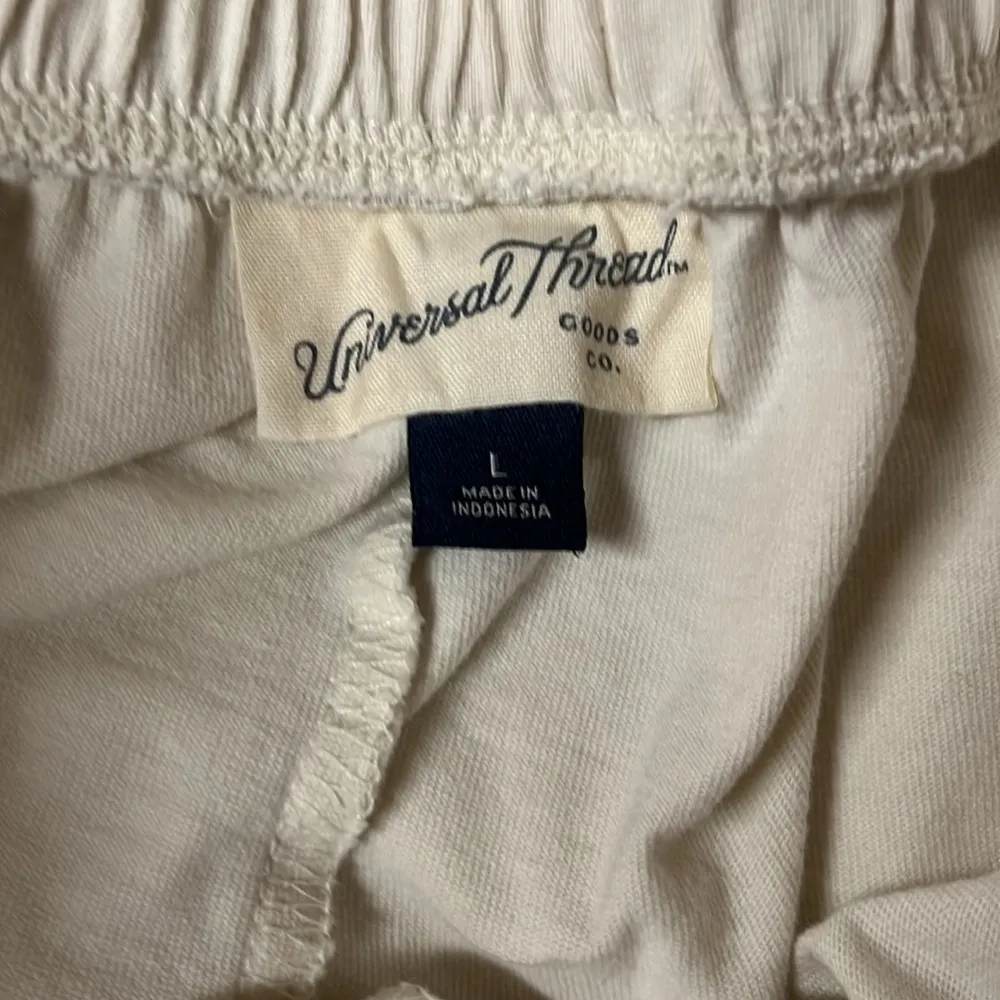 Universal Thread™
GOODS
CO.
L
MADE IN
INDONESIA